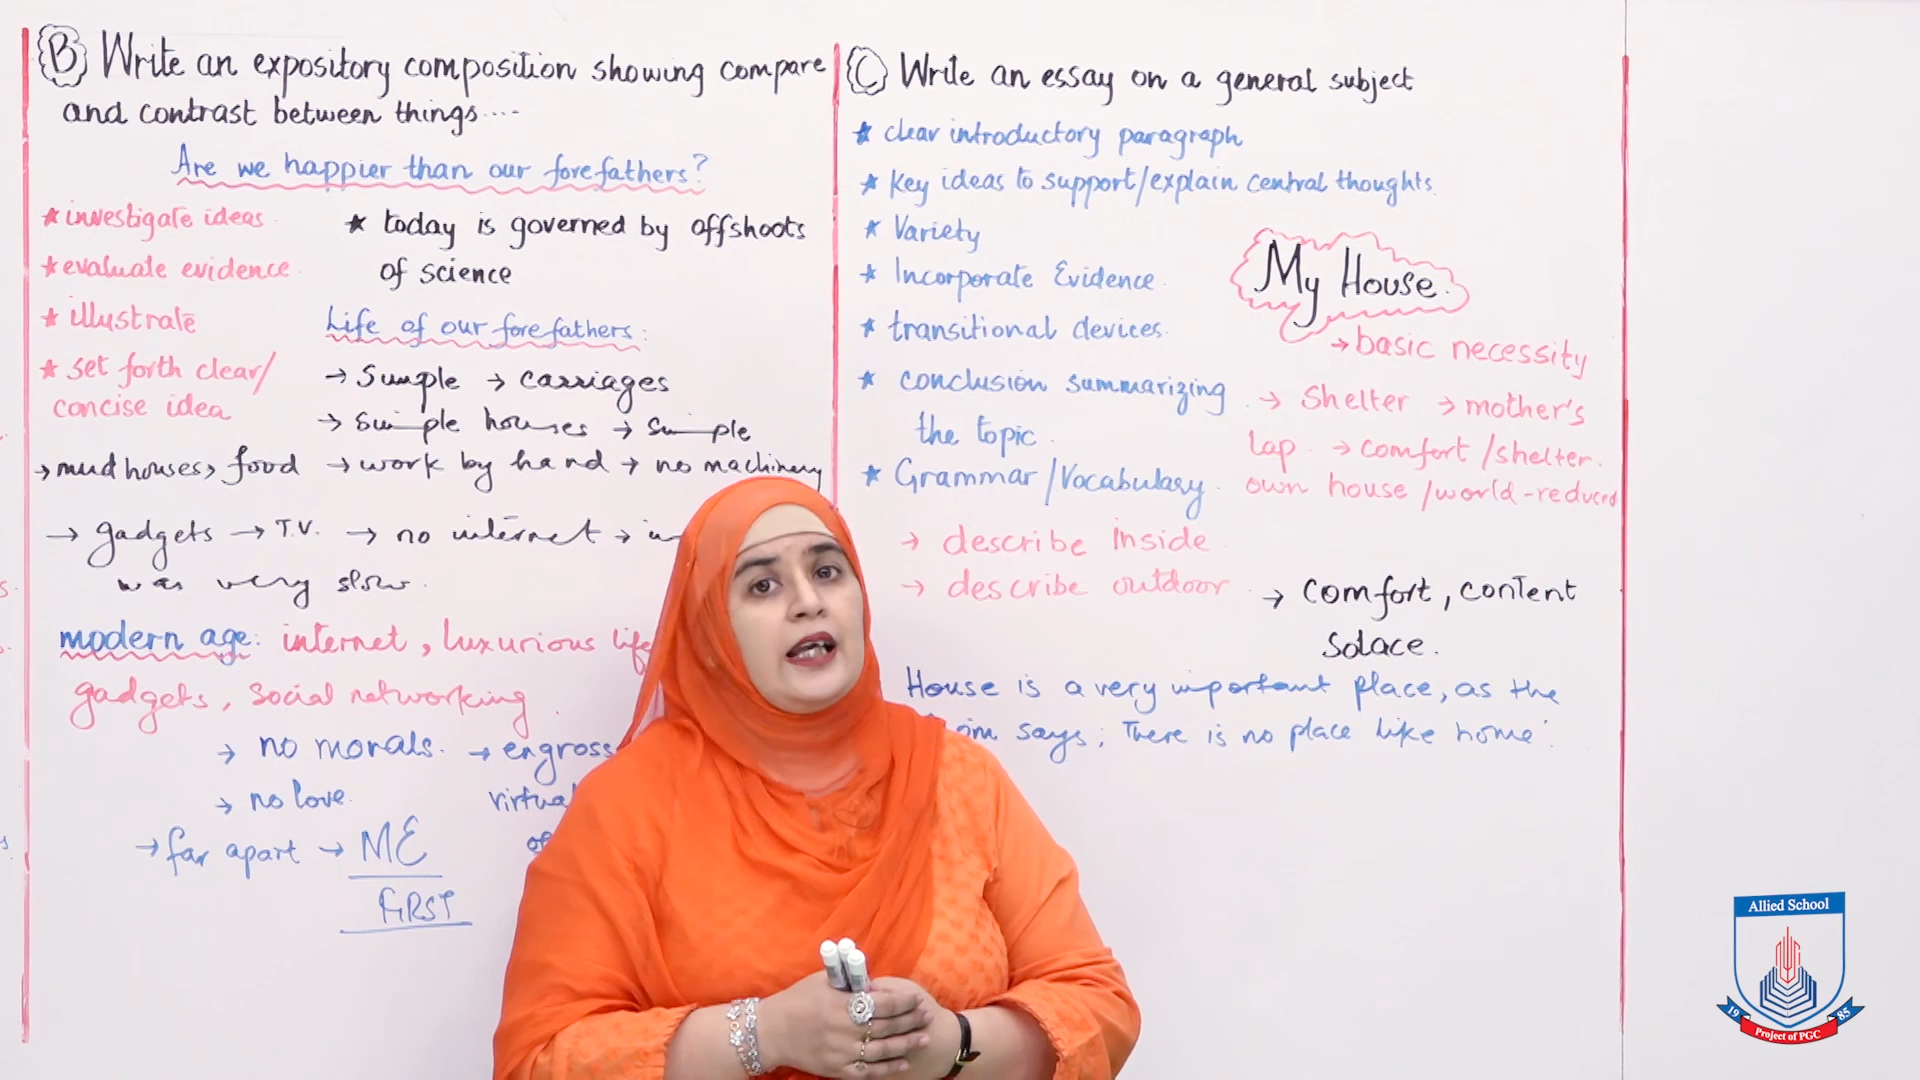 B Write an expository composition showing compare
and contrast between things....
Are we happier than our forefathers?
* investigate ideas
* evaluate evidence
* illustrate
* set forth clear/
concise idea
* today is governed by offshoots
of science
Life of our forefathers:
→ Simple → carriages
→ Simple houses → simple
→ mud houses, food → work by hand → no machinery
→ gadgets → T.V. → no internet →
was very slow.
modern age: internet, luxurious life
gadgets, social networking.
→ no morals. → engross
→ no love. virtual
→ far apart → ME
FIRST
C Write an essay on a general subject
* clear introductory paragraph
* Key ideas to support/explain central thoughts.
* Variety
* Incorporate Evidence.
* transitional devices.
* conclusion summarizing
the topic.
* Grammar/Vocabulary.
→ describe inside.
→ describe outdoor.
My House.
→ basic necessity
→ Shelter → mother's
lap. → comfort/shelter.
own house/world-reduced
→ Comfort, content
Solace.
House is a very important place, as the
says; 'There is no place like home'.
Allied School
1985
Project of PGC